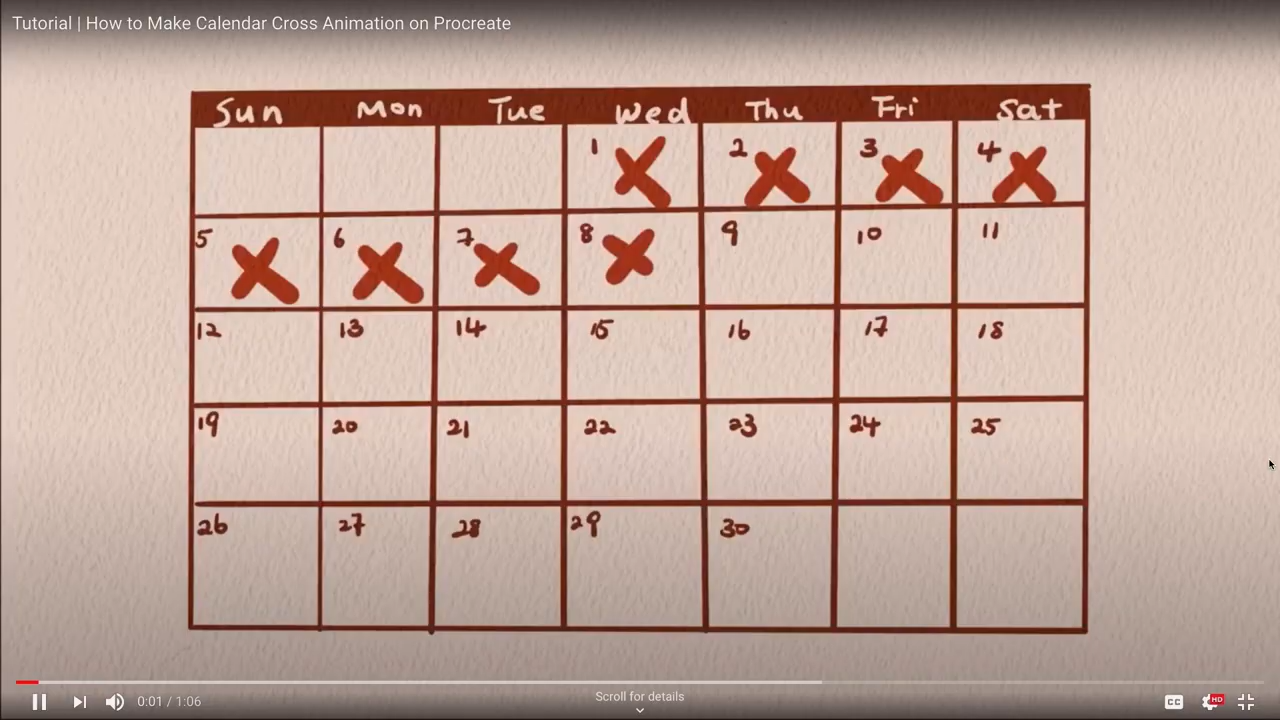 Tutorial | How to Make Calendar Cross Animation on Procreate
Sun Mon Tue Wed Thu Fri Sat
1 2 3 4
5 6 7 8 9 10 11
12 13 14 15 16 17 18
19 20 21 22 23 24 25
26 27 28 29 30
0:01 / 1:06
Scroll for details
CC
HD